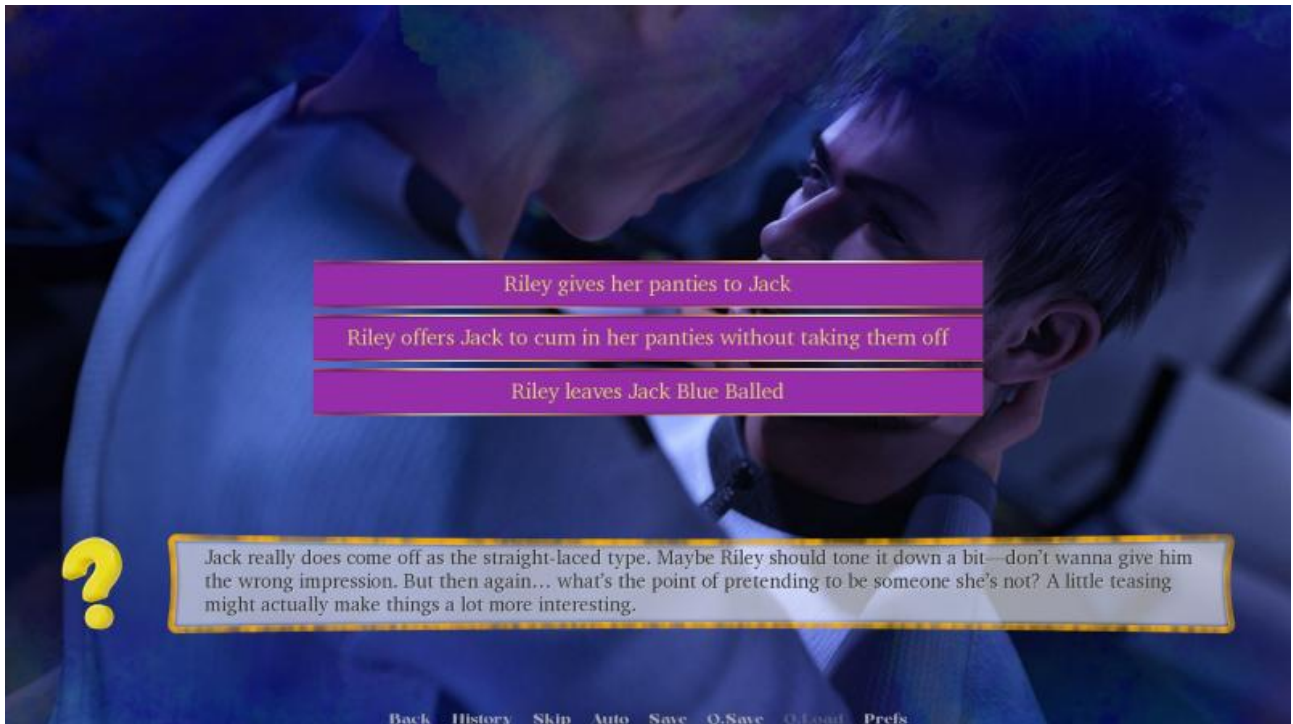 Riley gives her panties to Jack
Riley offers Jack to cum in her panties without taking them off
Riley leaves Jack Blue Balled
Jack really does come off as the straight-laced type. Maybe Riley should tone it down a bit—don't wanna give him
the wrong impression. But then again... what's the point of pretending to be someone she's not? A little teasing
might actually make things a lot more interesting.
Back History Skip Auto Save Q.Save Q.Load Prefs